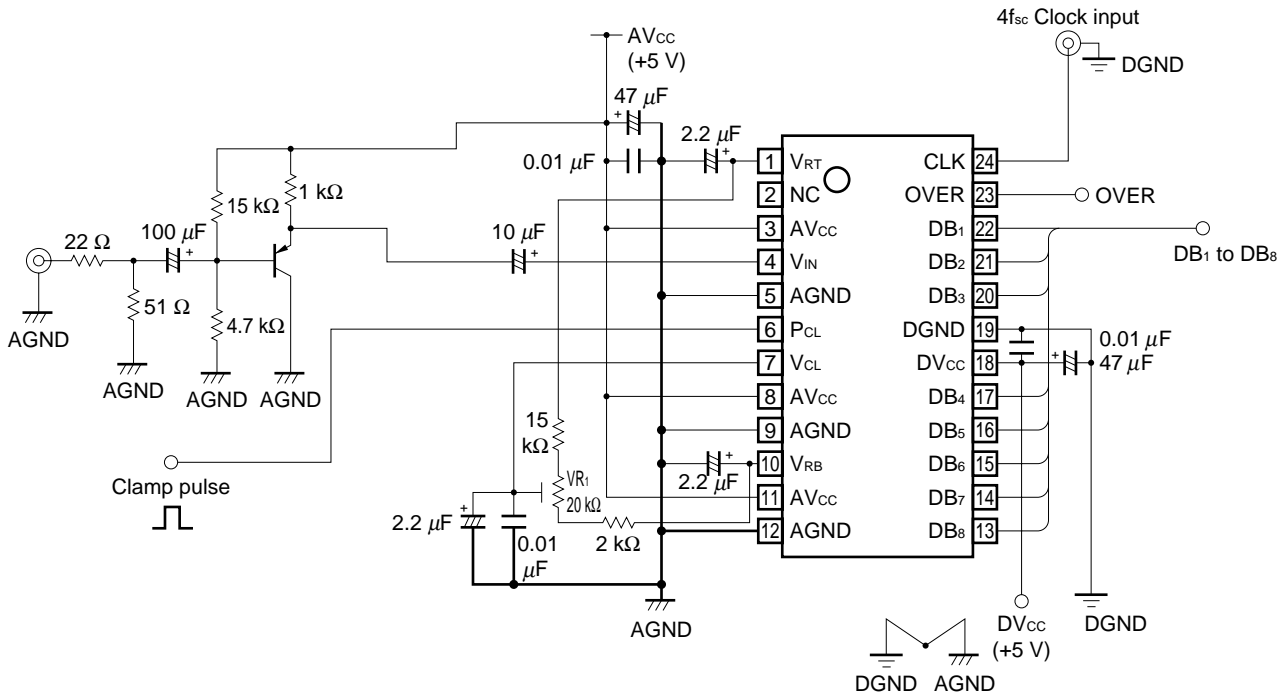 4fsc Clock input
AVCC
(+5 V)
DGND
47 µF
2.2 µF
0.01 µF
1 VRT
CLK 24
15 kΩ
1 kΩ
2 NC
OVER 23
OVER
22 Ω
100 µF
10 µF
3 AVCC
DB1 22
DB1 to DB8
4 VIN
DB2 21
51 Ω
5 AGND
DB3 20
AGND
4.7 kΩ
6 PCL
DGND 19
0.01 µF
7 VCL
DVCC 18
47 µF
AGND
AGND
AGND
8 AVCC
DB4 17
15
kΩ
9 AGND
DB5 16
Clamp pulse
10 VRB
DB6 15
2.2 µF
VR1
20 kΩ
11 AVCC
DB7 14
2.2 µF
0.01
µF
2 kΩ
12 AGND
DB8 13
AGND
DVCC
(+5 V)
DGND
DGND
AGND
+
+
+
+
+
+
+